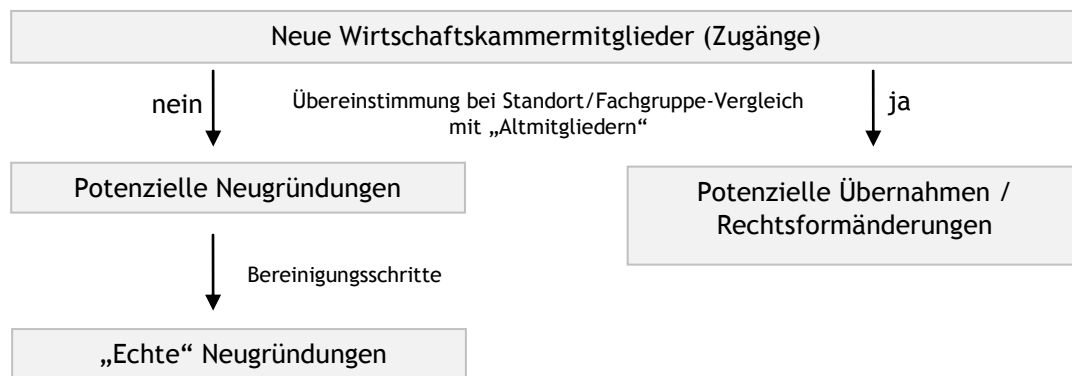 Neue Wirtschaftskammermitglieder (Zugänge)
nein
Übereinstimmung bei Standort/Fachgruppe-Vergleich
mit „Altmitgliedern“
ja
Potenzielle Neugründungen
Potenzielle Übernahmen /
Rechtsformänderungen
Bereinigungsschritte
„Echte“ Neugründungen